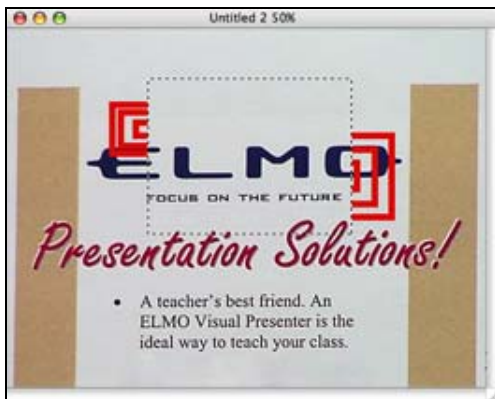 Untitled 2 50%
ELMO
FOCUS ON THE FUTURE
Presentation Solutions!
• A teacher's best friend. An
ELMO Visual Presenter is the
ideal way to teach your class.